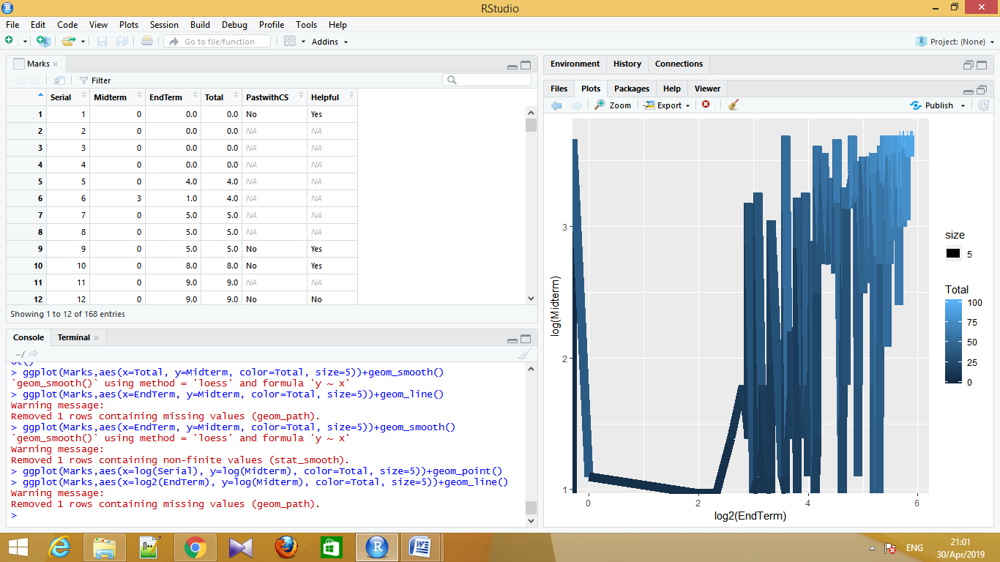 RStudio
File Edit Code View Plots Session Build Debug Profile Tools Help
Go to file/function Addins Project: (None)
Marks
Filter
Serial Midterm EndTerm Total PastwithCS Helpful
1 1 0 0.0 0.0 No Yes
2 2 0 0.0 0.0 NA NA
3 3 0 0.0 0.0 NA NA
4 4 0 0.0 0.0 NA NA
5 5 0 4.0 4.0 NA NA
6 6 3 1.0 4.0 NA NA
7 7 0 5.0 5.0 NA NA
8 8 0 5.0 5.0 NA NA
9 9 0 5.0 5.0 No Yes
10 10 0 8.0 8.0 No Yes
11 11 0 9.0 9.0 NA NA
12 12 0 9.0 9.0 No No
Showing 1 to 12 of 168 entries
Console Terminal
~/
> ggplot(Marks,aes(x=Total, y=Midterm, color=Total, size=5))+geom_smooth()
`geom_smooth()` using method = 'loess' and formula 'y ~ x'
> ggplot(Marks,aes(x=EndTerm, y=Midterm, color=Total, size=5))+geom_line()
Warning message:
Removed 1 rows containing missing values (geom_path).
> ggplot(Marks,aes(x=EndTerm, y=Midterm, color=Total, size=5))+geom_smooth()
`geom_smooth()` using method = 'loess' and formula 'y ~ x'
Warning message:
Removed 1 rows containing non-finite values (stat_smooth).
> ggplot(Marks,aes(x=log(Serial), y=log(Midterm), color=Total, size=5))+geom_point()
> ggplot(Marks,aes(x=log2(EndTerm), y=log(Midterm), color=Total, size=5))+geom_line()
Warning message:
Removed 1 rows containing missing values (geom_path).
>
Environment History Connections
Files Plots Packages Help Viewer
Zoom Export Publish
log(Midterm)
3
2
1
0 2 4 6
log2(EndTerm)
size
5
Total
100
75
50
25
0
ENG
21:01
30/Apr/2019